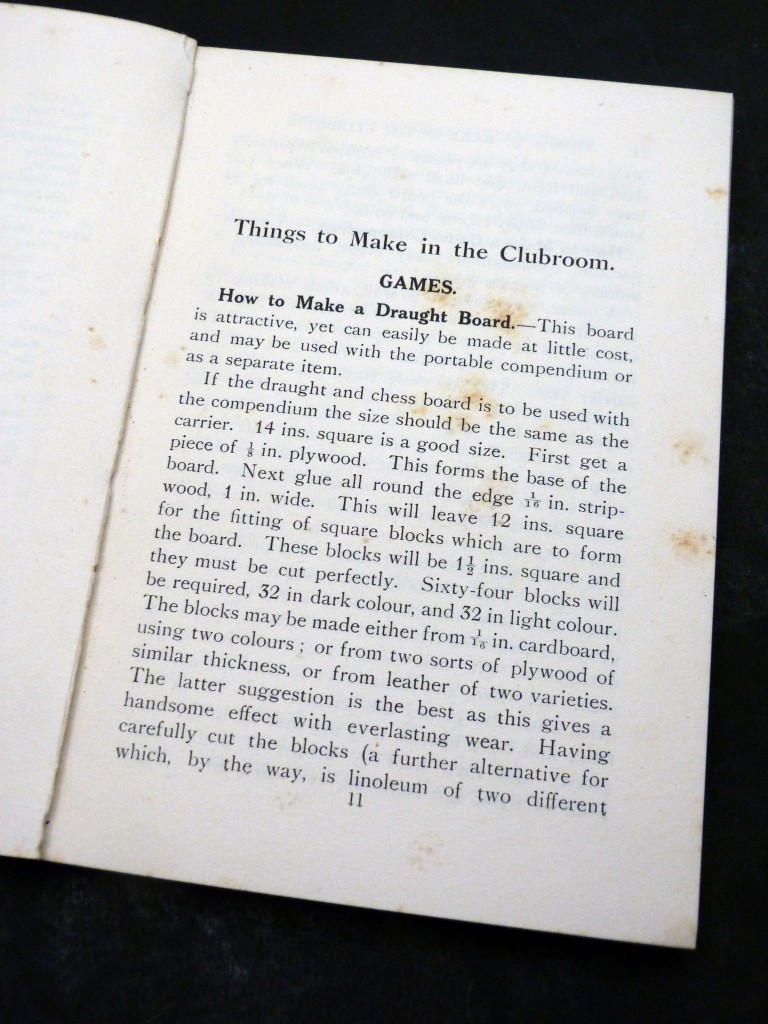 Things to Make in the Clubroom.
GAMES.
How to Make a Draught Board.—This board
is attractive, yet can easily be made at little cost,
and may be used with the portable compendium or
as a separate item.
If the draught and chess board is to be used with
the compendium the size should be the same as the
carrier. 14 ins. square is a good size. First get a
piece of ⅛ in. plywood. This forms the base of the
board. Next glue all round the edge 1/16 in. strip-
wood, 1 in. wide. This will leave 12 ins. square
for the fitting of square blocks which are to form
the board. These blocks will be 1½ ins. square and
they must be cut perfectly. Sixty-four blocks will
be required, 32 in dark colour, and 32 in light colour.
The blocks may be made either from 1/16 in. cardboard,
using two colours; or from two sorts of plywood of
similar thickness, or from leather of two varieties.
The latter suggestion is the best as this gives a
handsome effect with everlasting wear. Having
carefully cut the blocks (a further alternative for
which, by the way, is linoleum of two different
11